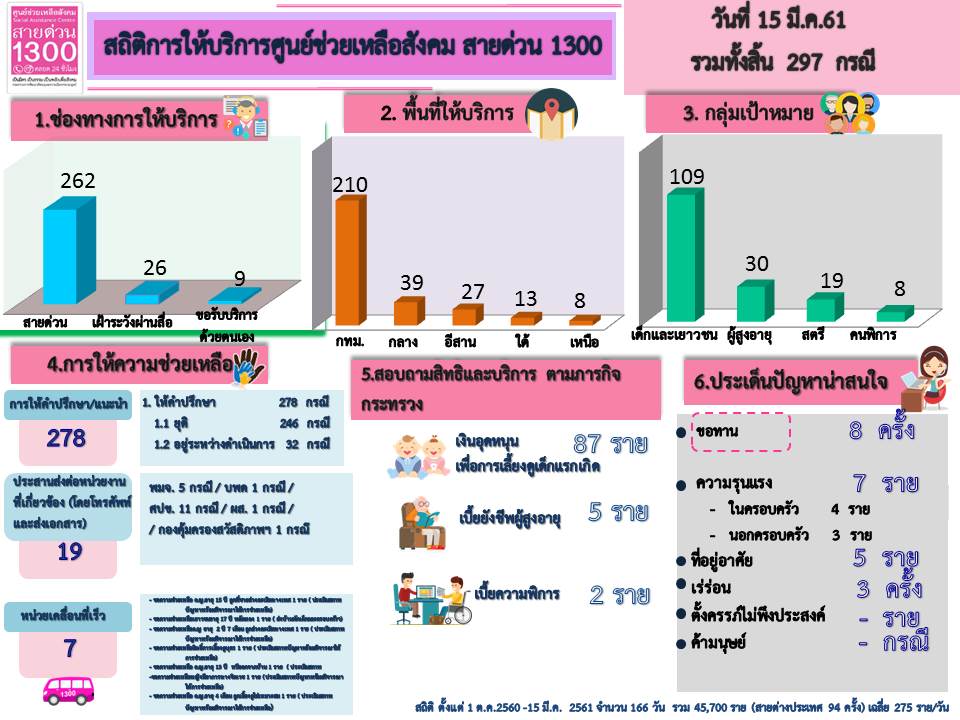 ศูนย์ช่วยเหลือสังคม
Social Assistance Centre
สายด่วน
1300
ตลอด 24 ชั่วโมง
สถิติการให้บริการศูนย์ช่วยเหลือสังคม สายด่วน 1300
วันที่ 15 มี.ค.61
รวมทั้งสิ้น 297 กรณี
1.ช่องทางการให้บริการ
262
26
9
สายด่วน
เฝ้าระวังผ่านสื่อ
ขอรับบริการ
ด้วยตนเอง
2. พื้นที่ให้บริการ
210
39
27
13
8
กทม.
กลาง
อีสาน
ใต้
เหนือ
3. กลุ่มเป้าหมาย
109
30
19
8
เด็กและเยาวชน
ผู้สูงอายุ
สตรี
คนพิการ
4.การให้ความช่วยเหลือ
การให้คำปรึกษา/แนะนำ
278
1. ให้คำปรึกษา 278 กรณี
1.1 ยุติ 246 กรณี
1.2 อยู่ระหว่างดำเนินการ 32 กรณี
ประสานส่งต่อหน่วยงาน
ที่เกี่ยวข้อง (โดยโทรศัพท์
และส่งเอกสาร)
19
พมจ. 5 กรณี / บพด 1 กรณี /
ศปช. 11 กรณี / ผส. 1 กรณี /
/ กองคุ้มครองสวัสดิภาพฯ 1 กรณี
หน่วยเคลื่อนที่เร็ว
7
1300
5.สอบถามสิทธิและบริการ ตามภารกิจ
กระทรวง
เงินอุดหนุน 87 ราย
เพื่อการเลี้ยงดูเด็กแรกเกิด
เบี้ยยังชีพผู้สูงอายุ 5 ราย
เบี้ยความพิการ 2 ราย
6.ประเด็นปัญหาน่าสนใจ
ขอทาน 8 ครั้ง
ความรุนแรง 7 ราย
- ในครอบครัว 4 ราย
- นอกครอบครัว 3 ราย
ที่อยู่อาศัย 5 ราย
เร่ร่อน 3 ครั้ง
ตั้งครรภ์ไม่พึงประสงค์ - ราย
ค้ามนุษย์ - กรณี
สถิติ ตั้งแต่ 1 ต.ค.2560 -15 มี.ค. 2561 จำนวน 166 วัน รวม 45,700 ราย (สายต่างประเทศ 94 ครั้ง) เฉลี่ย 275 ราย/วัน